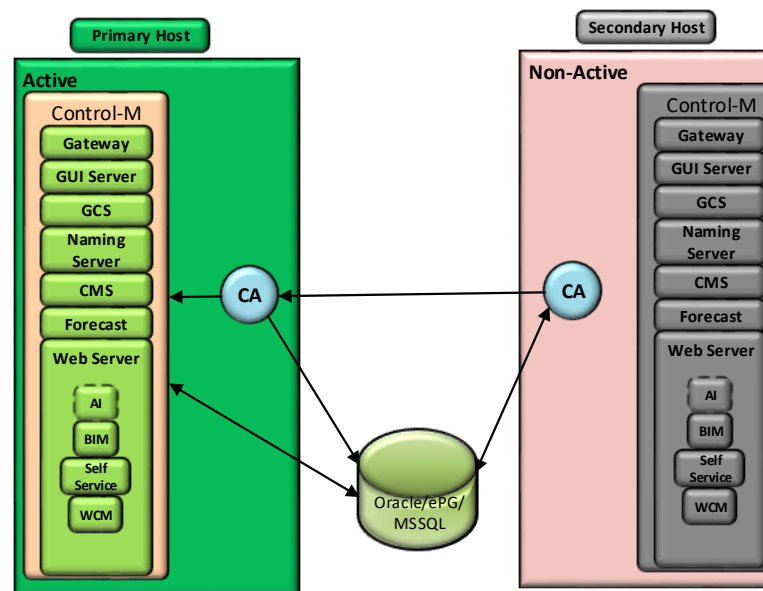 Primary Host
Active
Control-M
Gateway
GUI Server
GCS
Naming
Server
CMS
Forecast
Web Server
AI
BIM
Self
Service
WCM
CA
Oracle/ePG/
MSSQL
Secondary Host
Non-Active
CA
Control-M
Gateway
GUI Server
GCS
Naming
Server
CMS
Forecast
Web Server
AI
BIM
Self
Service
WCM